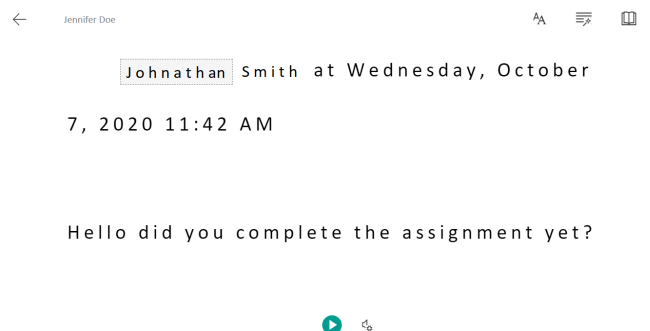 Jennifer Doe
Johnathan Smith at Wednesday, October
7, 2020 11:42 AM
Hello did you complete the assignment yet?